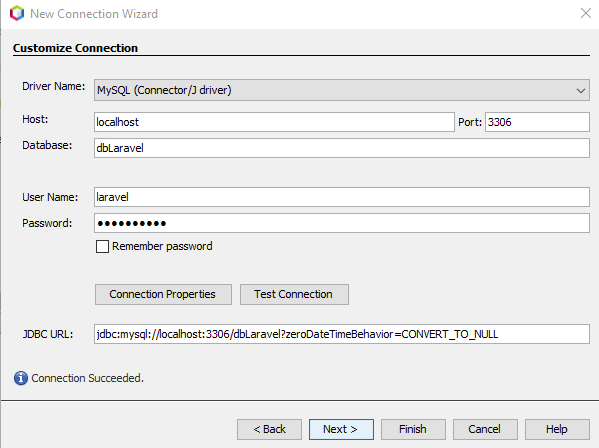 New Connection Wizard
Customize Connection
Driver Name: MySQL (Connector/J driver)
Host: localhost Port: 3306
Database: dbLaravel
User Name: laravel
Password: ●●●●●●●●●●
Remember password
Connection Properties Test Connection
JDBC URL: jdbc:mysql://localhost:3306/dbLaravel?zeroDateTimeBehavior=CONVERT_TO_NULL
Connection Succeeded.
< Back Next > Finish Cancel Help